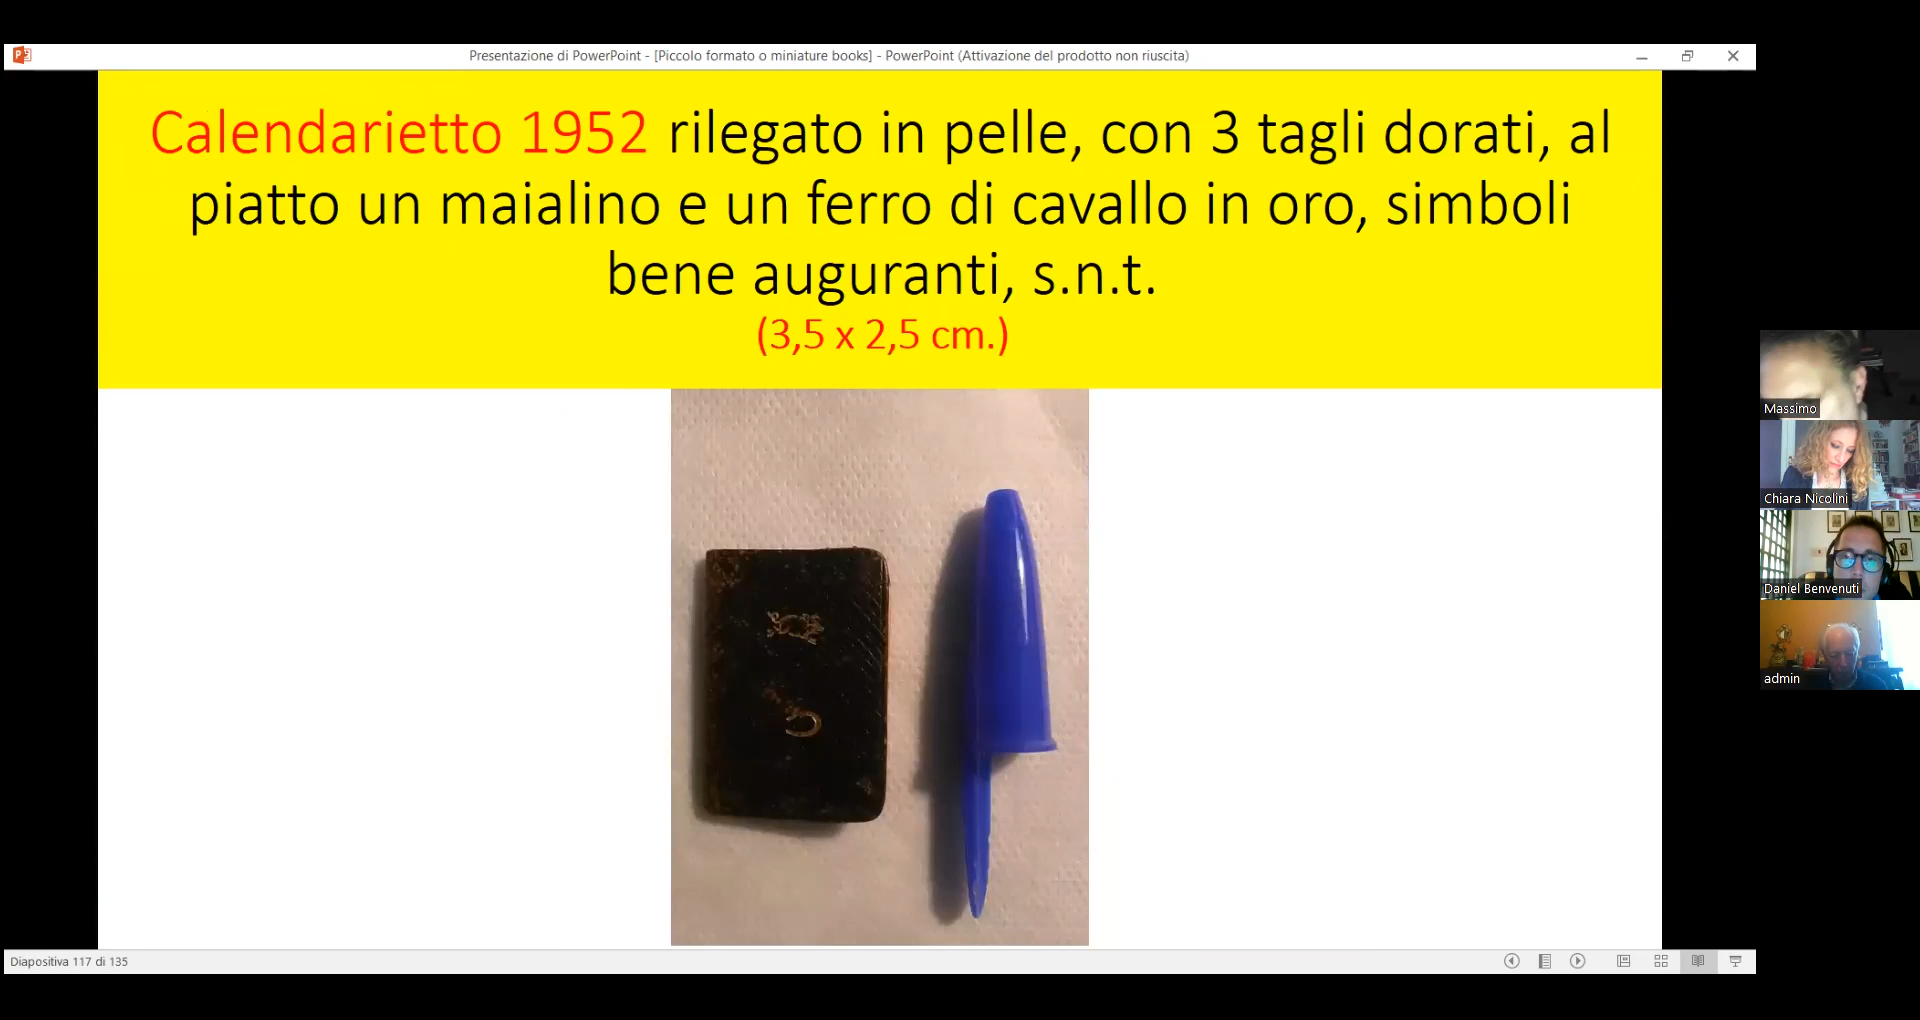 Presentazione di PowerPoint - [Piccolo formato o miniature books] - PowerPoint (Attivazione del prodotto non riuscita)
Calendarietto 1952 rilegato in pelle, con 3 tagli dorati, al
piatto un maialino e un ferro di cavallo in oro, simboli
bene auguranti, s.n.t.
(3,5 x 2,5 cm.)
Massimo
Chiara Nicolini
Daniel Benvenuti
admin
Diapositiva 117 di 135